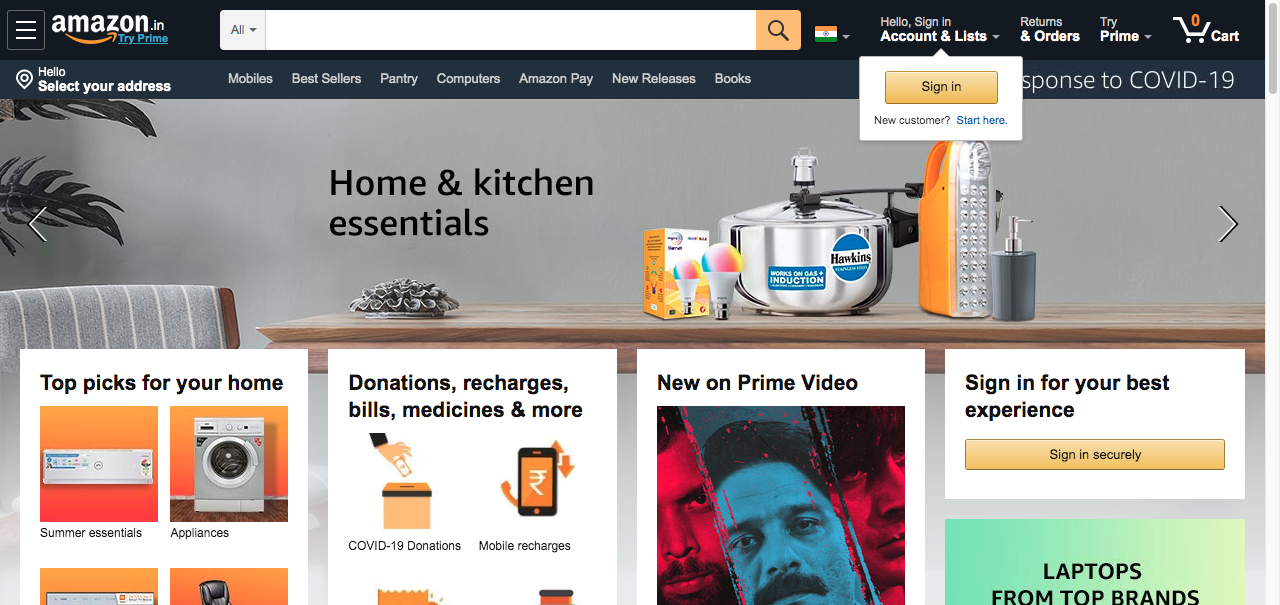 amazon.in
Try Prime
All
Hello, Sign in
Account & Lists
Returns
& Orders
Try
Prime
0
Cart
Hello
Select your address
Mobiles
Best Sellers
Pantry
Computers
Amazon Pay
New Releases
Books
sponse to COVID-19
Sign in
New customer? Start here.
Home & kitchen
essentials
Hawkins
STAINLESS STEEL
WORKS ON GAS +
INDUCTION
Top picks for your home
Summer essentials
Appliances
Donations, recharges,
bills, medicines & more
COVID-19 Donations
Mobile recharges
New on Prime Video
Sign in for your best
experience
Sign in securely
LAPTOPS
FROM TOP BRANDS